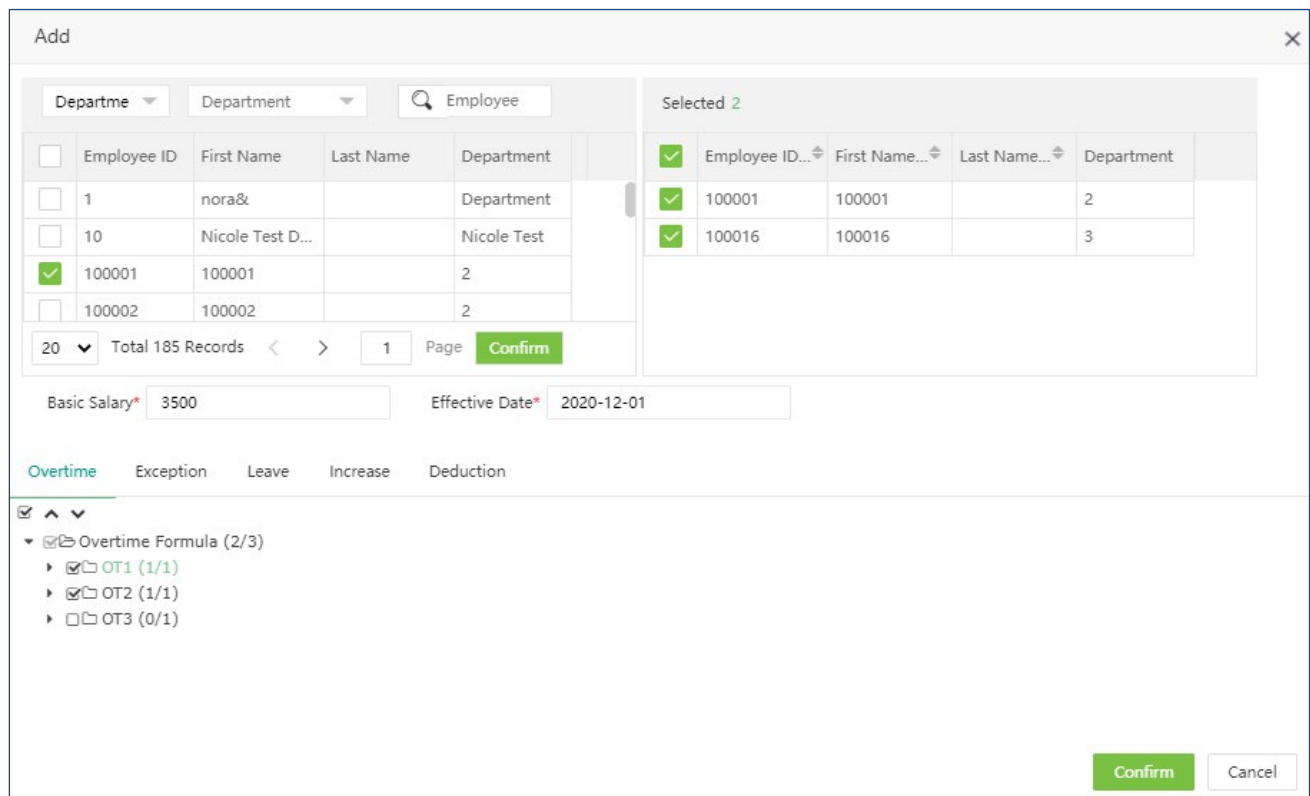 Add
Departme Department Employee
Selected 2
Employee ID First Name Last Name Department
Employee ID... First Name... Last Name... Department
1 nora& Department
100001 100001 2
10 Nicole Test D... Nicole Test
100016 100016 3
100001 100001 2
100002 100002 2
20 Total 185 Records < > 1 Page Confirm
Basic Salary* 3500 Effective Date* 2020-12-01
Overtime Exception Leave Increase Deduction
Overtime Formula (2/3)
OT1 (1/1)
OT2 (1/1)
OT3 (0/1)
Confirm Cancel